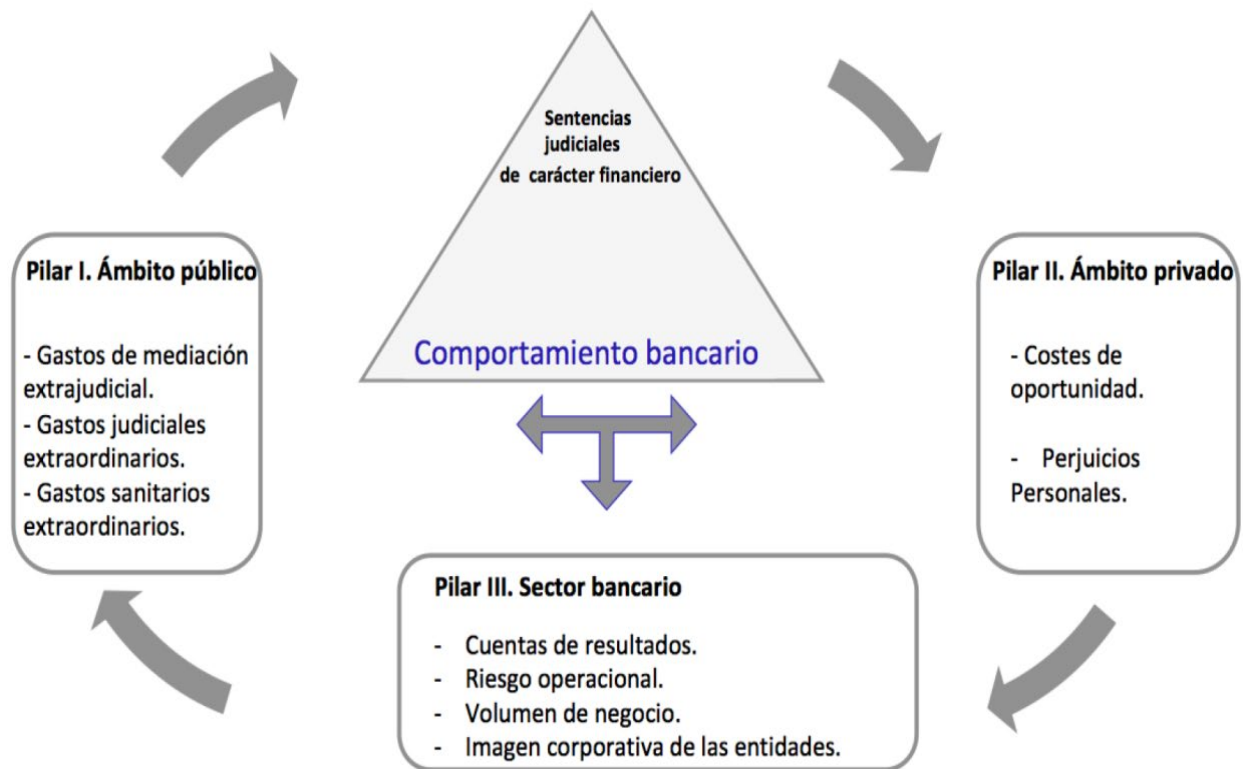 Sentencias
judiciales
de carácter financiero
Comportamiento bancario
Pilar I. Ámbito público
- Gastos de mediación
extrajudicial.
- Gastos judiciales
extraordinarios.
- Gastos sanitarios
extraordinarios.
Pilar II. Ámbito privado
- Costes de
oportunidad.
- Perjuicios
Personales.
Pilar III. Sector bancario
- Cuentas de resultados.
- Riesgo operacional.
- Volumen de negocio.
- Imagen corporativa de las entidades.